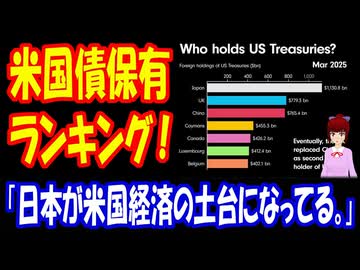 米国債保有
ランキング！
Who holds US Treasuries?
Foreign holdings of US Treasuries ($bn)
Mar 2025
200 400 600 800 1,000
Japan $1,130.8 bn
UK $779.3 bn
China $765.4 bn
Caymans $455.3 bn
Canada $426.2 bn
Luxembourg $412.4 bn
Belgium $402.1 bn
Eventually, t
replaced C
as second
holder of
「日本が米国経済の土台になってる。」